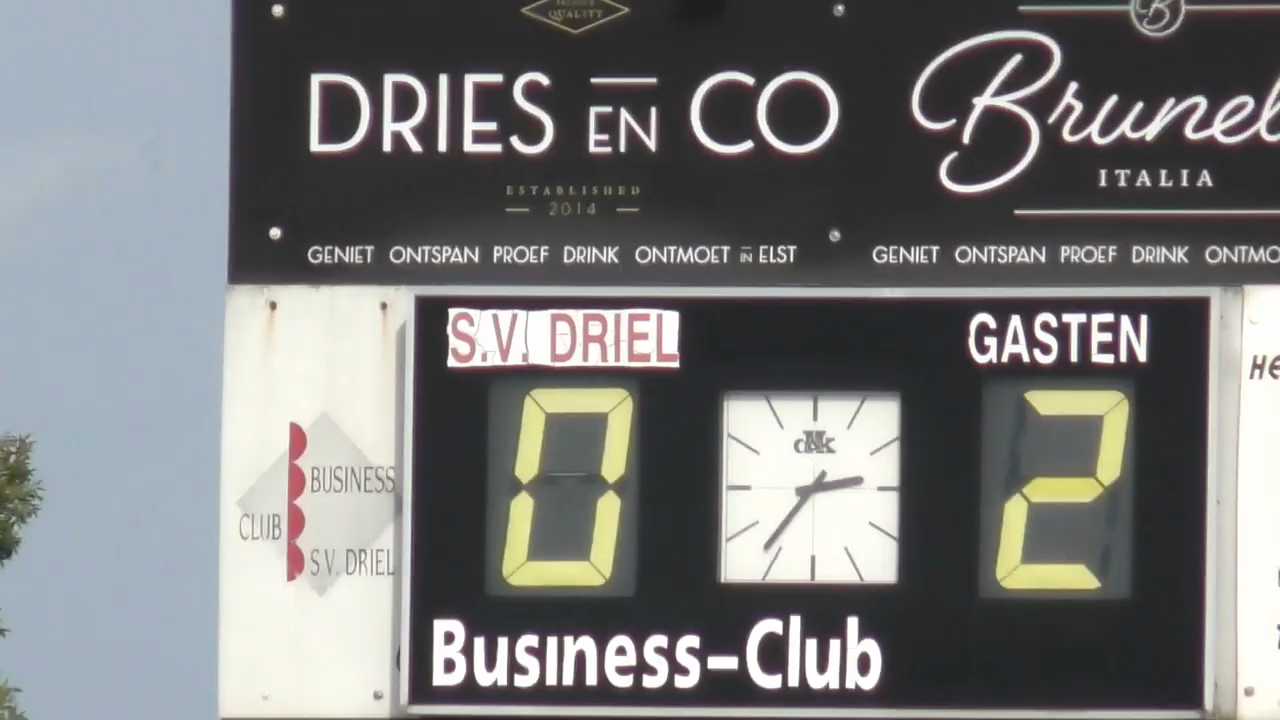 QUALITY
DRIES EN CO
ESTABLISHED
2014
GENIET ONTSPAN PROEF DRINK ONTMOET IN ELST
B
Brunel
ITALIA
GENIET ONTSPAN PROEF DRINK ONTMO
S.V. DRIEL
GASTEN
0
2
BUSINESS
CLUB
S.V. DRIEL
Business-Club
HE